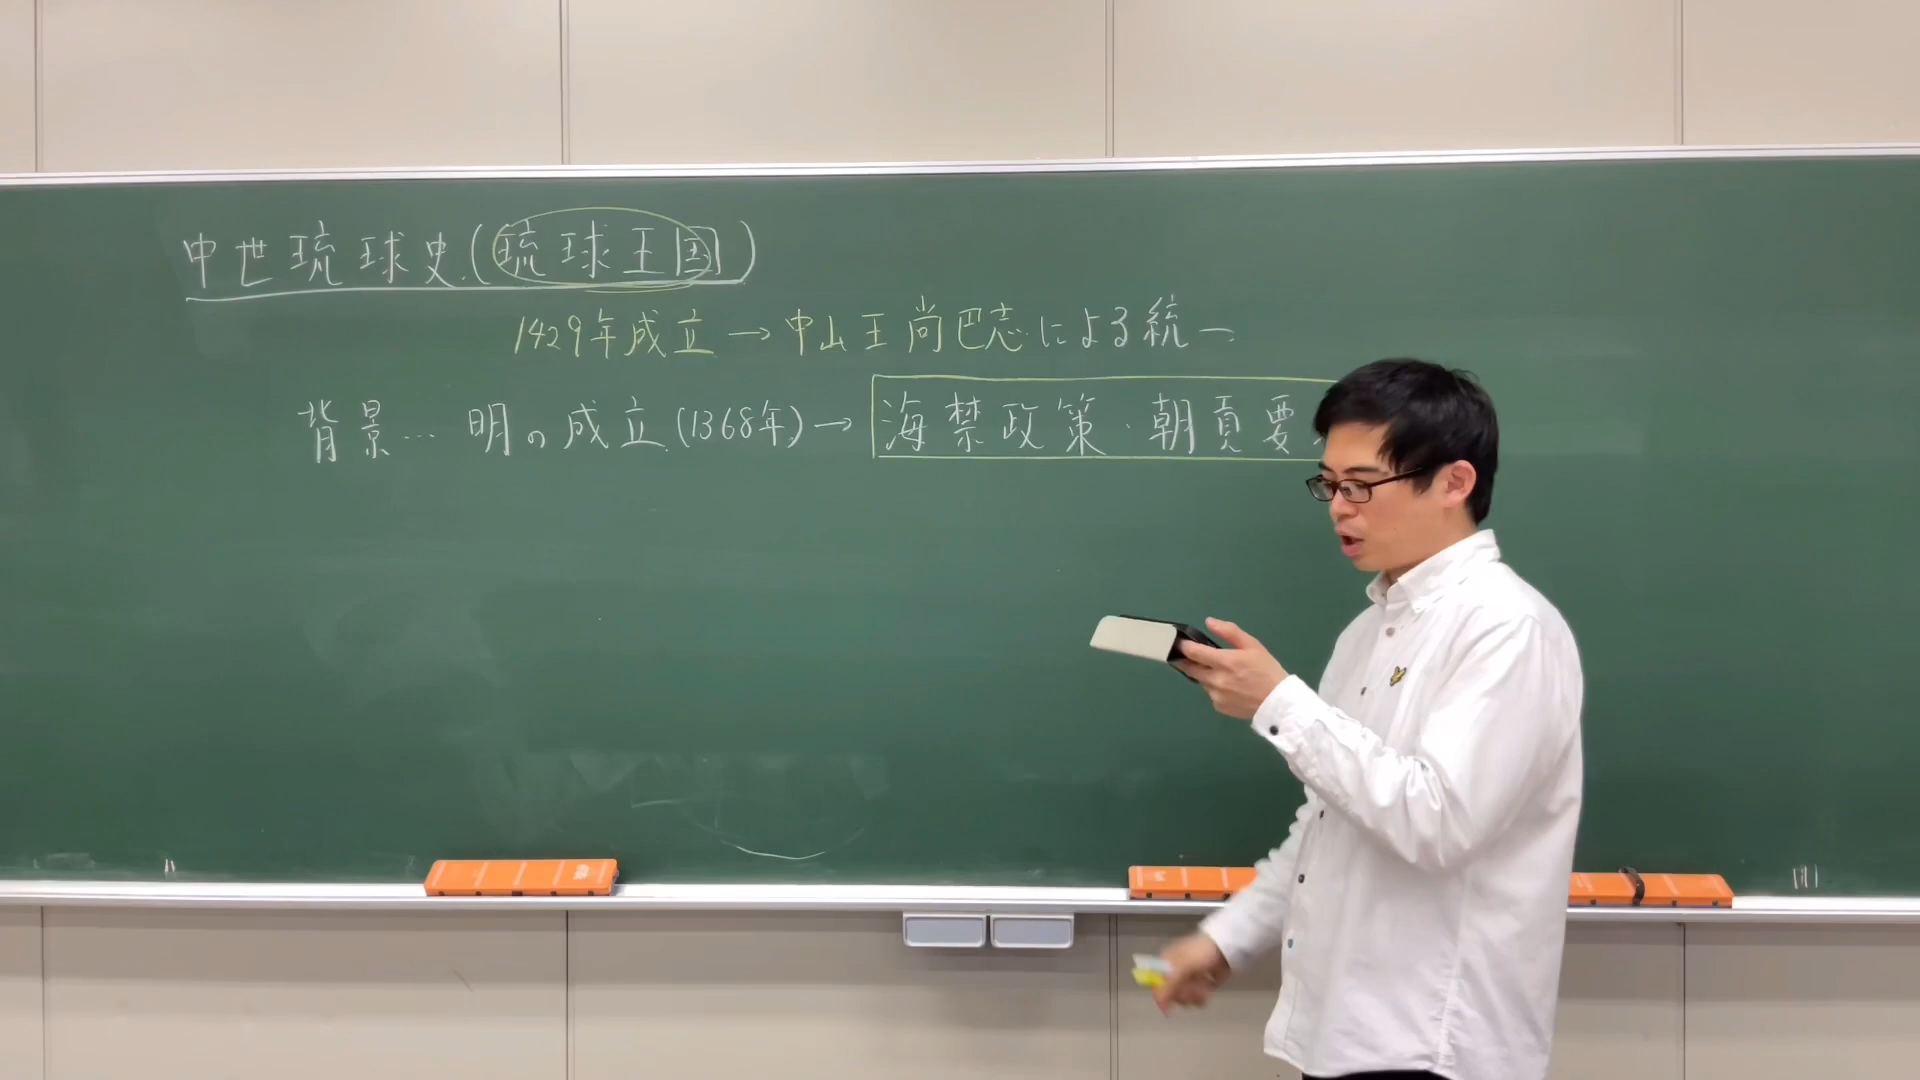 中世琉球史(琉球王国)
1429年成立→中山王尚巴志による統一
背景… 明の成立(1368年)→海禁政策・朝貢要